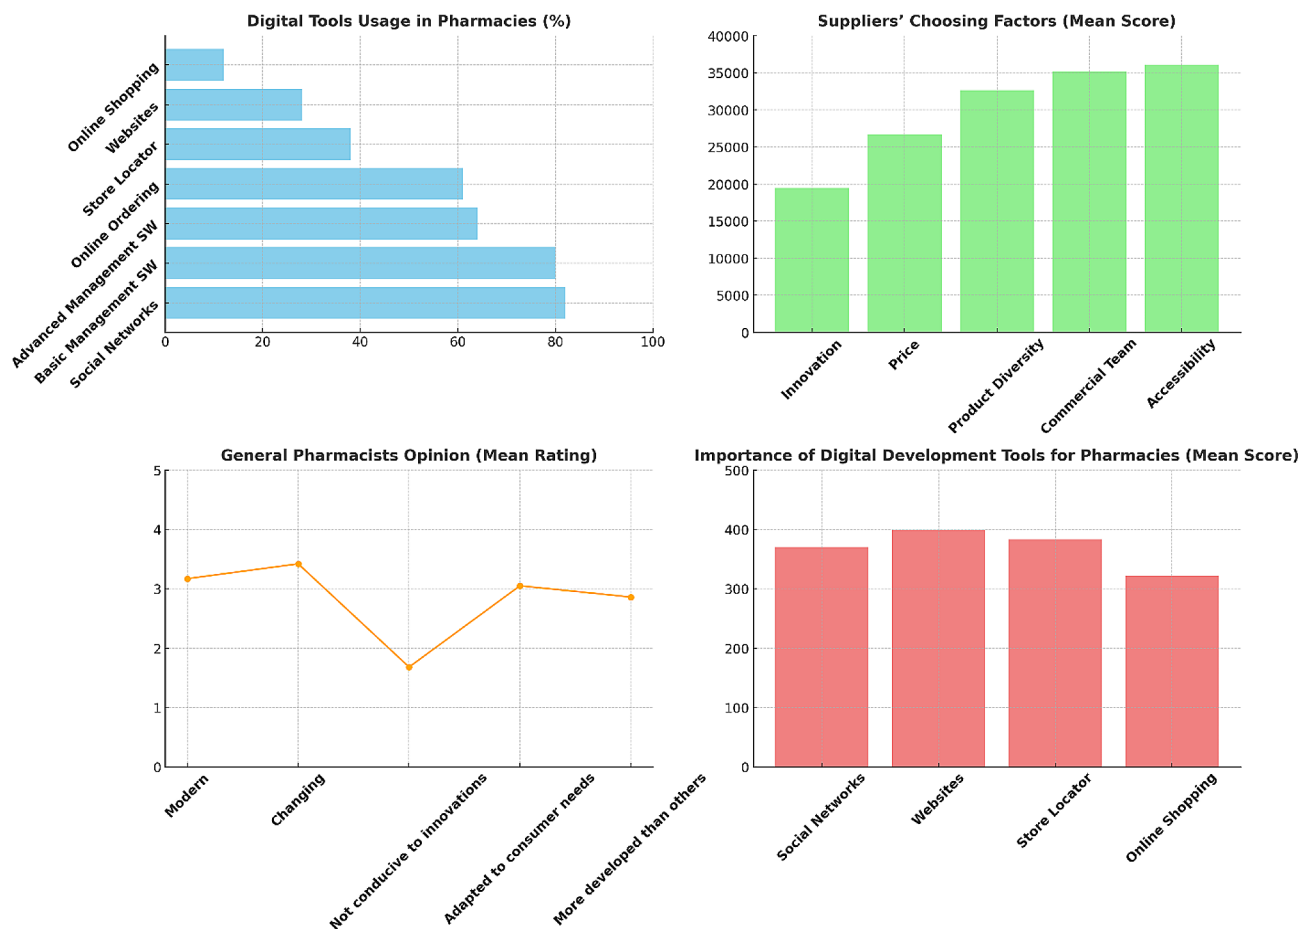 Digital Tools Usage in Pharmacies (%)
Online Shopping
Websites
Store Locator
Online Ordering
Advanced Management SW
Basic Management SW
Social Networks
0 20 40 60 80 100
Suppliers’ Choosing Factors (Mean Score)
40000
35000
30000
25000
20000
15000
10000
5000
0
Innovation
Price
Product Diversity
Commercial Team
Accessibility
General Pharmacists Opinion (Mean Rating)
5
4
3
2
1
0
Modern
Changing
Not conducive to innovations
Adapted to consumer needs
More developed than others
Importance of Digital Development Tools for Pharmacies (Mean Score)
500
400
300
200
100
0
Social Networks
Websites
Store Locator
Online Shopping